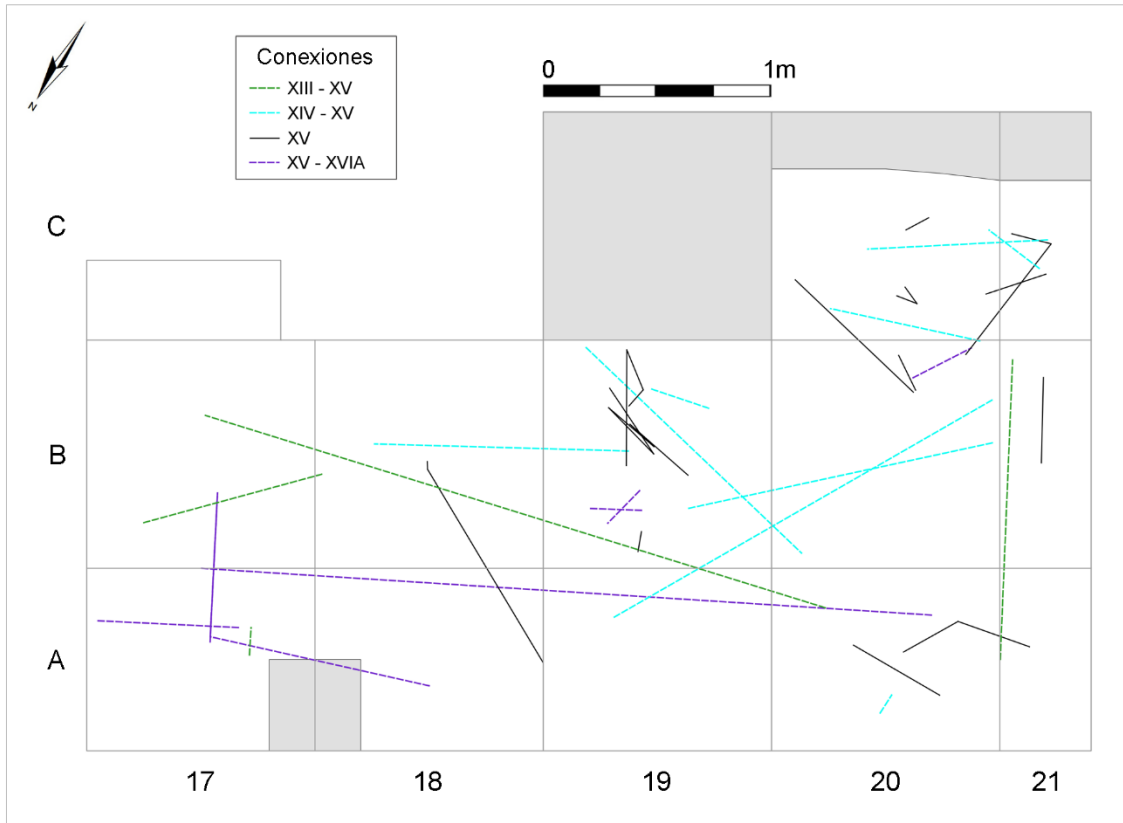 N
Conexiones
XIII - XV
XIV - XV
XV
XV - XVIA
0 1m
C
B
A
17 18 19 20 21